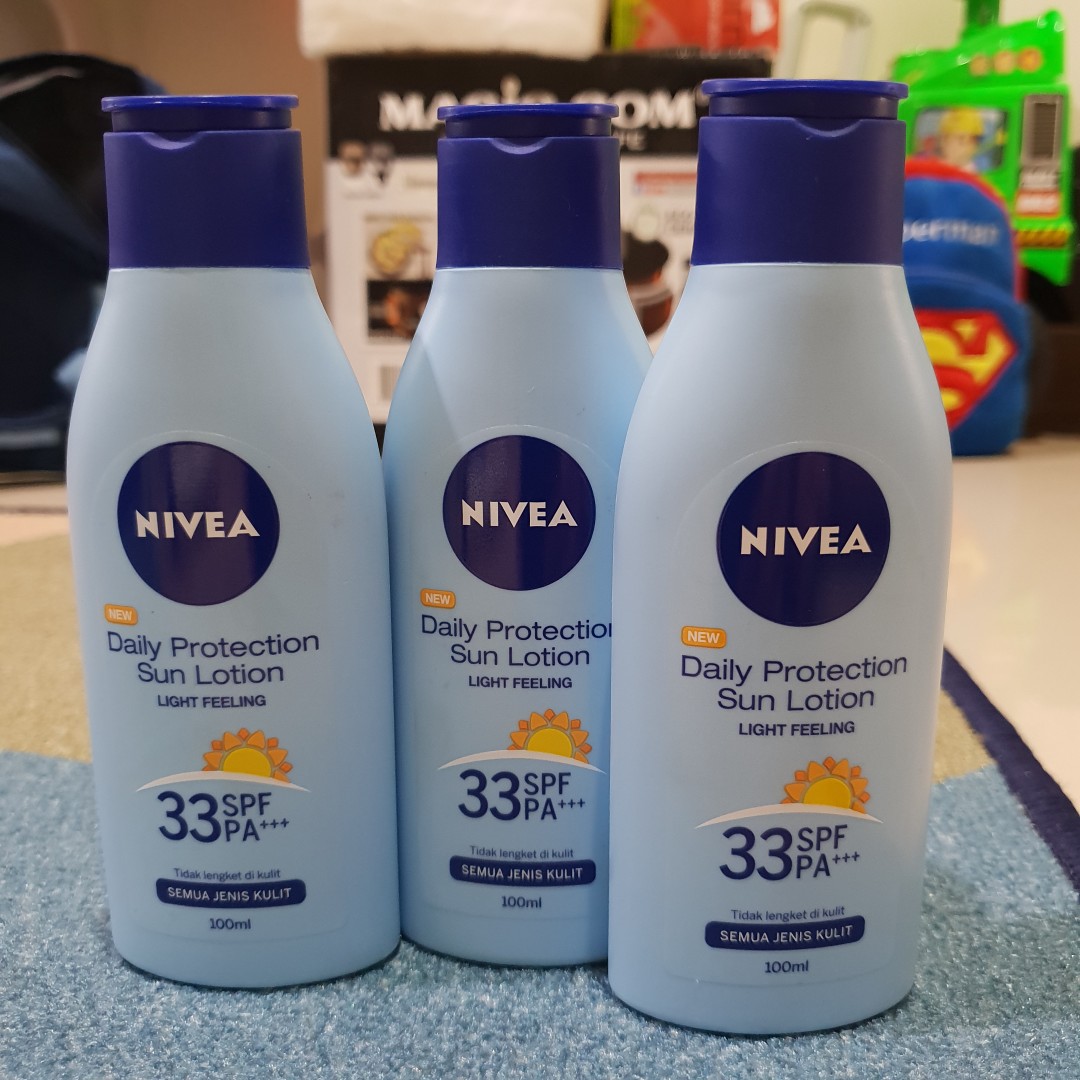 NIVEA
NEW
Daily Protection
Sun Lotion
LIGHT FEELING
33 SPF
PA+++
Tidak lengket di kulit
SEMUA JENIS KULIT
100ml
NIVEA
NEW
Daily Protection
Sun Lotion
LIGHT FEELING
33 SPF
PA+++
Tidak lengket di kulit
SEMUA JENIS KULIT
100ml
NIVEA
NEW
Daily Protection
Sun Lotion
LIGHT FEELING
33 SPF
PA+++
Tidak lengket di kulit
SEMUA JENIS KULIT
100ml
erman
S